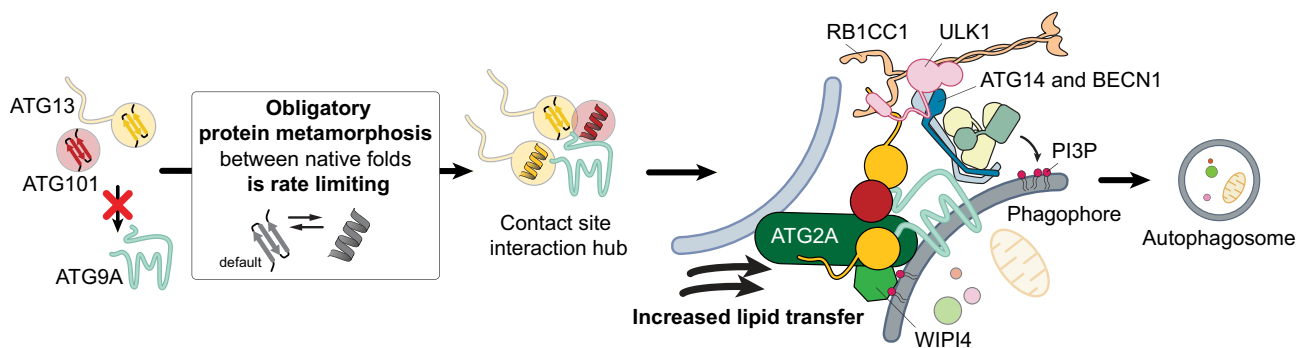 ATG13
ATG101
ATG9A
Obligatory
protein metamorphosis
between native folds
is rate limiting
default
Contact site
interaction hub
RB1CC1
ULK1
ATG14 and BECN1
PI3P
Phagophore
ATG2A
Increased lipid transfer
WIPI4
Autophagosome